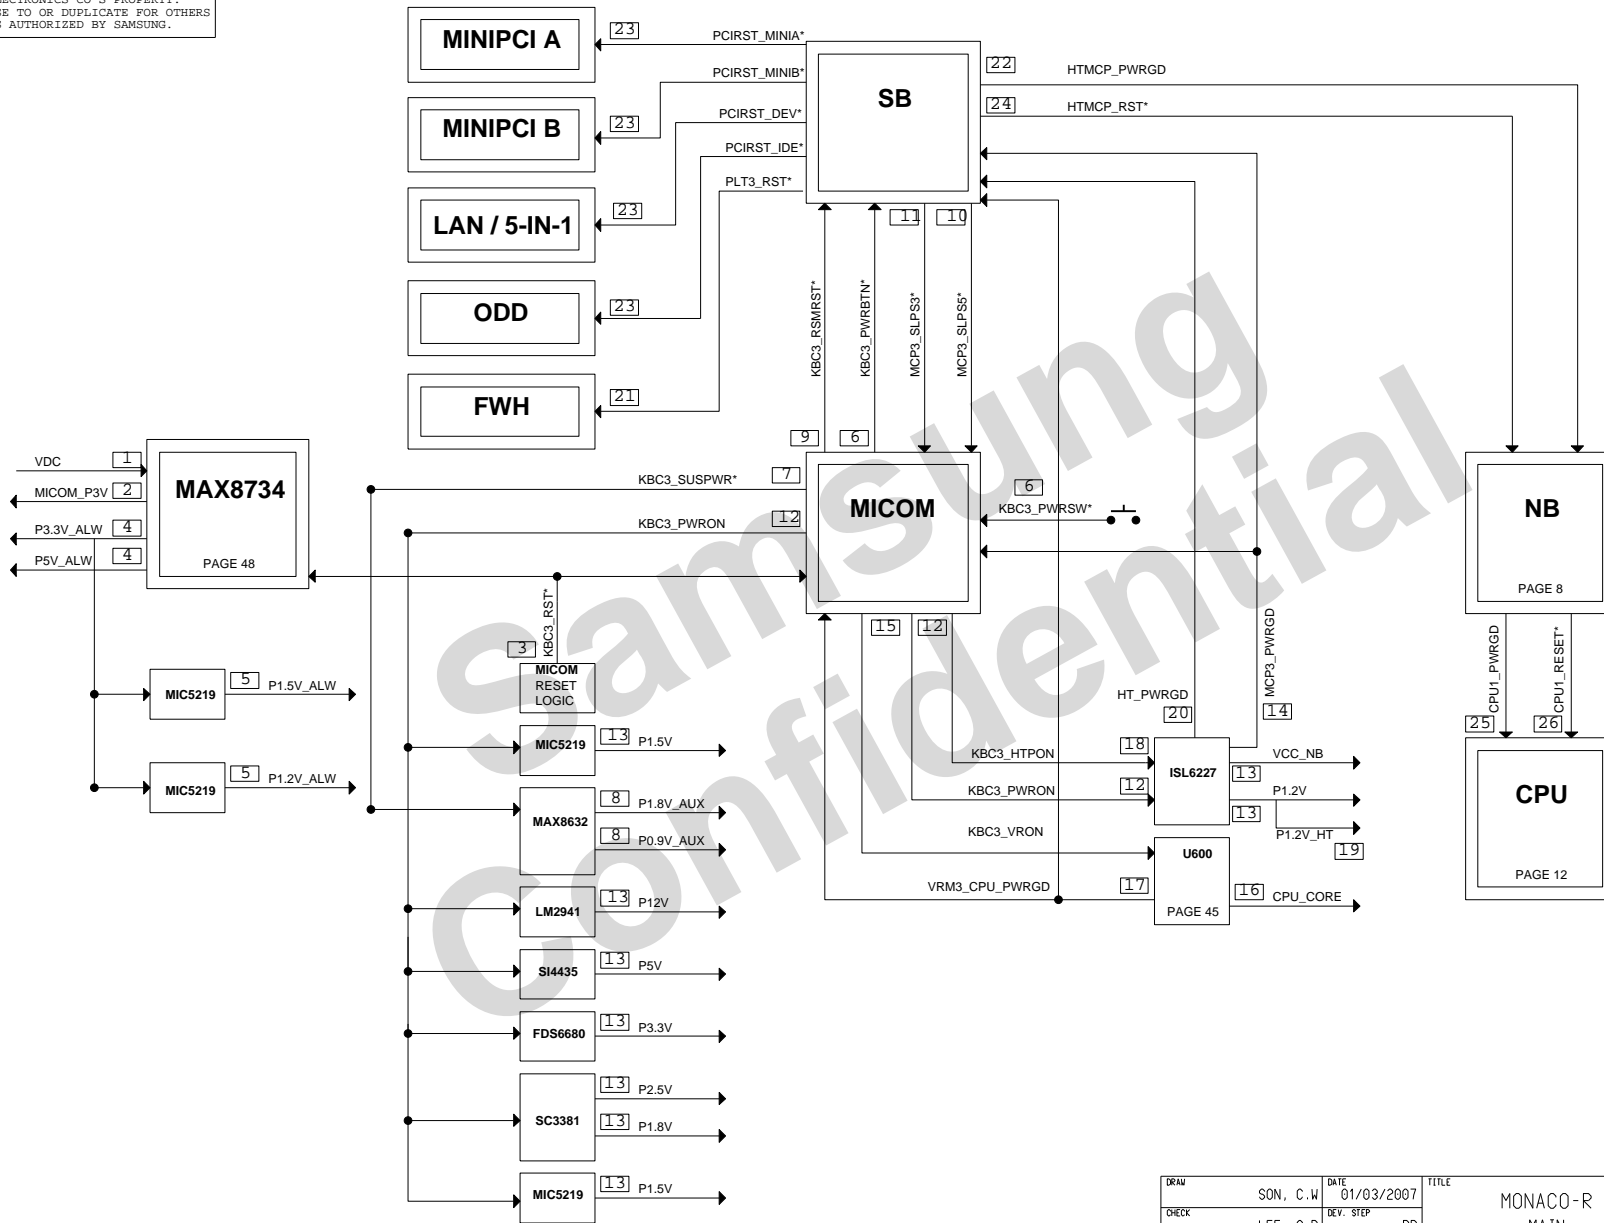 ECTRONICS CO'S PROPERTY.
SE TO OR DUPLICATE FOR OTHERS
E AUTHORIZED BY SAMSUNG.
MINIPCI A
23
PCIRST_MINIA*
MINIPCI B
23
PCIRST_MINIB*
LAN / 5-IN-1
23
PCIRST_DEV*
ODD
23
PCIRST_IDE*
FWH
21
PLT3_RST*
SB
22
HTMCP_PWRGD
24
HTMCP_RST*
11
10
KBC3_RSMRST*
KBC3_PWRBTN*
MCP3_SLPS3*
MCP3_SLPS5*
9
6
VDC
1
MICOM_P3V
2
P3.3V_ALW
4
P5V_ALW
4
MAX8734
PAGE 48
KBC3_SUSPWR*
7
KBC3_PWRON
12
MICOM
6
KBC3_PWRSW*
NB
PAGE 8
KBC3_RST*
3
MICOM
RESET
LOGIC
15
12
MCP3_PWRGD
14
HT_PWRGD
20
CPU1_PWRGD
CPU1_RESET*
25
26
MIC5219
5
P1.5V_ALW
MIC5219
5
P1.2V_ALW
MIC5219
13
P1.5V
MAX8632
8
P1.8V_AUX
8
P0.9V_AUX
LM2941
13
P12V
SI4435
13
P5V
FDS6680
13
P3.3V
SC3381
13
P2.5V
13
P1.8V
MIC5219
13
P1.5V
KBC3_HTPON
18
KBC3_PWRON
12
ISL6227
VCC_NB
13
P1.2V
13
P1.2V_HT
19
KBC3_VRON
U600
PAGE 45
VRM3_CPU_PWRGD
17
16
CPU_CORE
CPU
PAGE 12
Samsung
Confidential
DRAW
SON, C.W
DATE
01/03/2007
TITLE
MONACO-R
CHECK
DEV. STEP